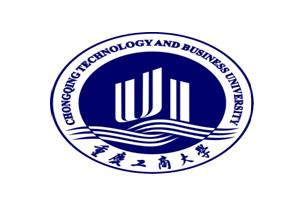 CHONGQING TECHNOLOGY AND BUSINESS UNIVERSITY
重慶工商大學